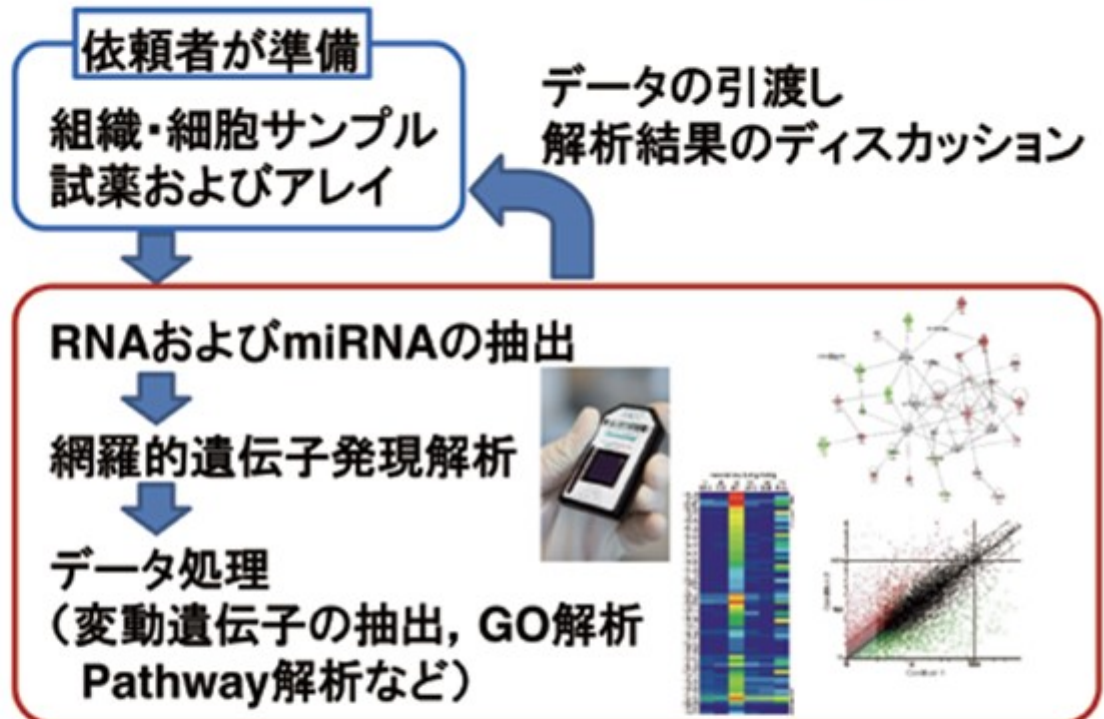 依頼者が準備
組織・細胞サンプル
試薬およびアレイ
データの引渡し
解析結果のディスカッション
RNAおよびmiRNAの抽出
網羅的遺伝子発現解析
データ処理
（変動遺伝子の抽出, GO解析
Pathway解析など）